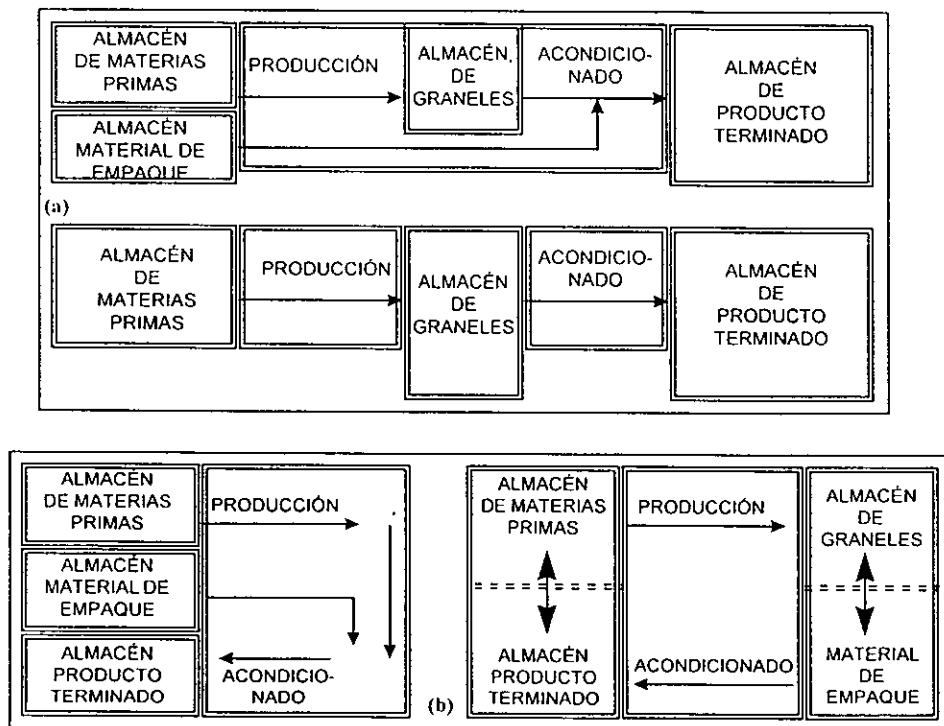 ALMACÉN
DE MATERIAS
PRIMAS
PRODUCCIÓN
ALMACÉN
DE
GRANELES
ACONDICIO-
NADO
ALMACÉN
DE
PRODUCTO
TERMINADO
ALMACÉN
MATERIAL DE
EMPAQUE
(a)
ALMACÉN
DE
MATERIAS
PRIMAS
PRODUCCIÓN
ALMACÉN
DE
GRANELES
ACONDICIO-
NADO
ALMACÉN
DE
PRODUCTO
TERMINADO
ALMACÉN
DE MATERIAS
PRIMAS
PRODUCCIÓN
ALMACÉN
MATERIAL DE
EMPAQUE
ALMACÉN
PRODUCTO
TERMINADO
ACONDICIO-
NADO
(b)
ALMACÉN
DE MATERIAS
PRIMAS
PRODUCCIÓN
ALMACÉN
DE
GRANELES
ALMACÉN
PRODUCTO
TERMINADO
ACONDICIONADO
MATERIAL
DE
EMPAQUE